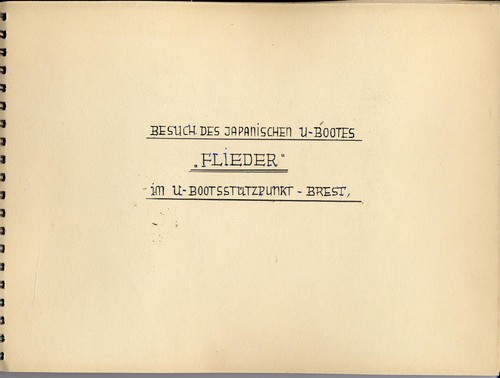 BESUCH DES JAPANISCHEN U-BOOTES
„FLIEDER"
im U-BOOTSSTÜTZPUNKT - BREST,